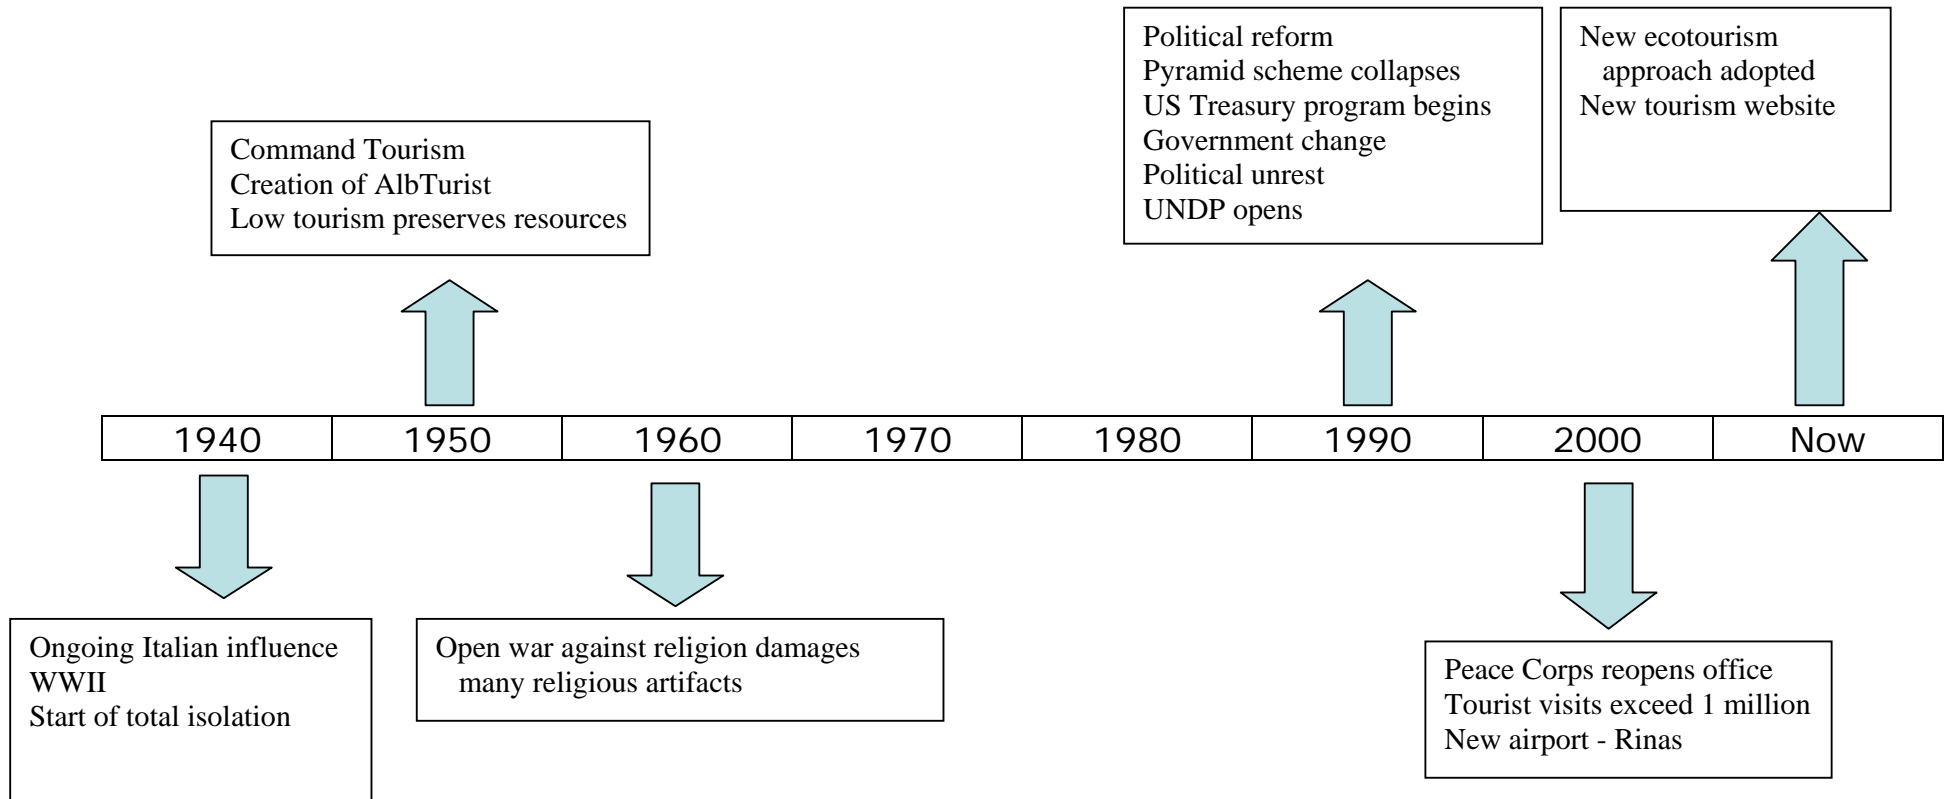 Political reform
Pyramid scheme collapses
US Treasury program begins
Government change
Political unrest
UNDP opens
New ecotourism
approach adopted
New tourism website
Command Tourism
Creation of AlbTurist
Low tourism preserves resources
1940 1950 1960 1970 1980 1990 2000 Now
Ongoing Italian influence
WWII
Start of total isolation
Open war against religion damages
many religious artifacts
Peace Corps reopens office
Tourist visits exceed 1 million
New airport - Rinas